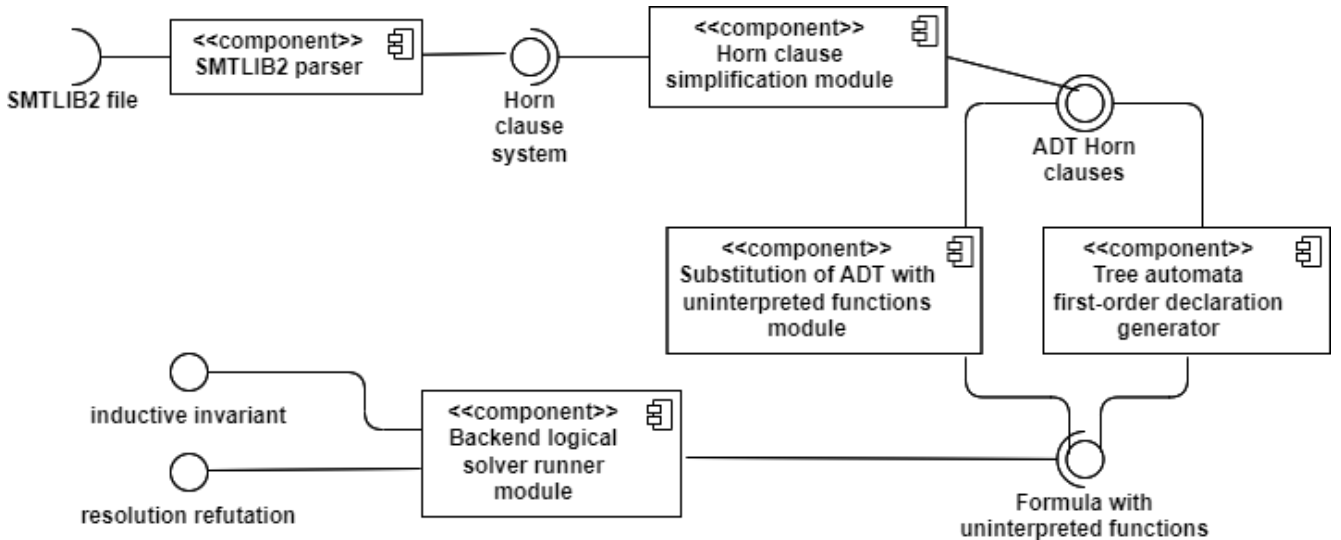 <<component>>
SMTLIB2 parser
SMTLIB2 file
Horn
clause
system
<<component>>
Horn clause
simplification module
ADT Horn
clauses
<<component>>
Substitution of ADT with
uninterpreted functions
module
<<component>>
Tree automata
first-order declaration
generator
inductive invariant
resolution refutation
<<component>>
Backend logical
solver runner
module
Formula with
uninterpreted functions